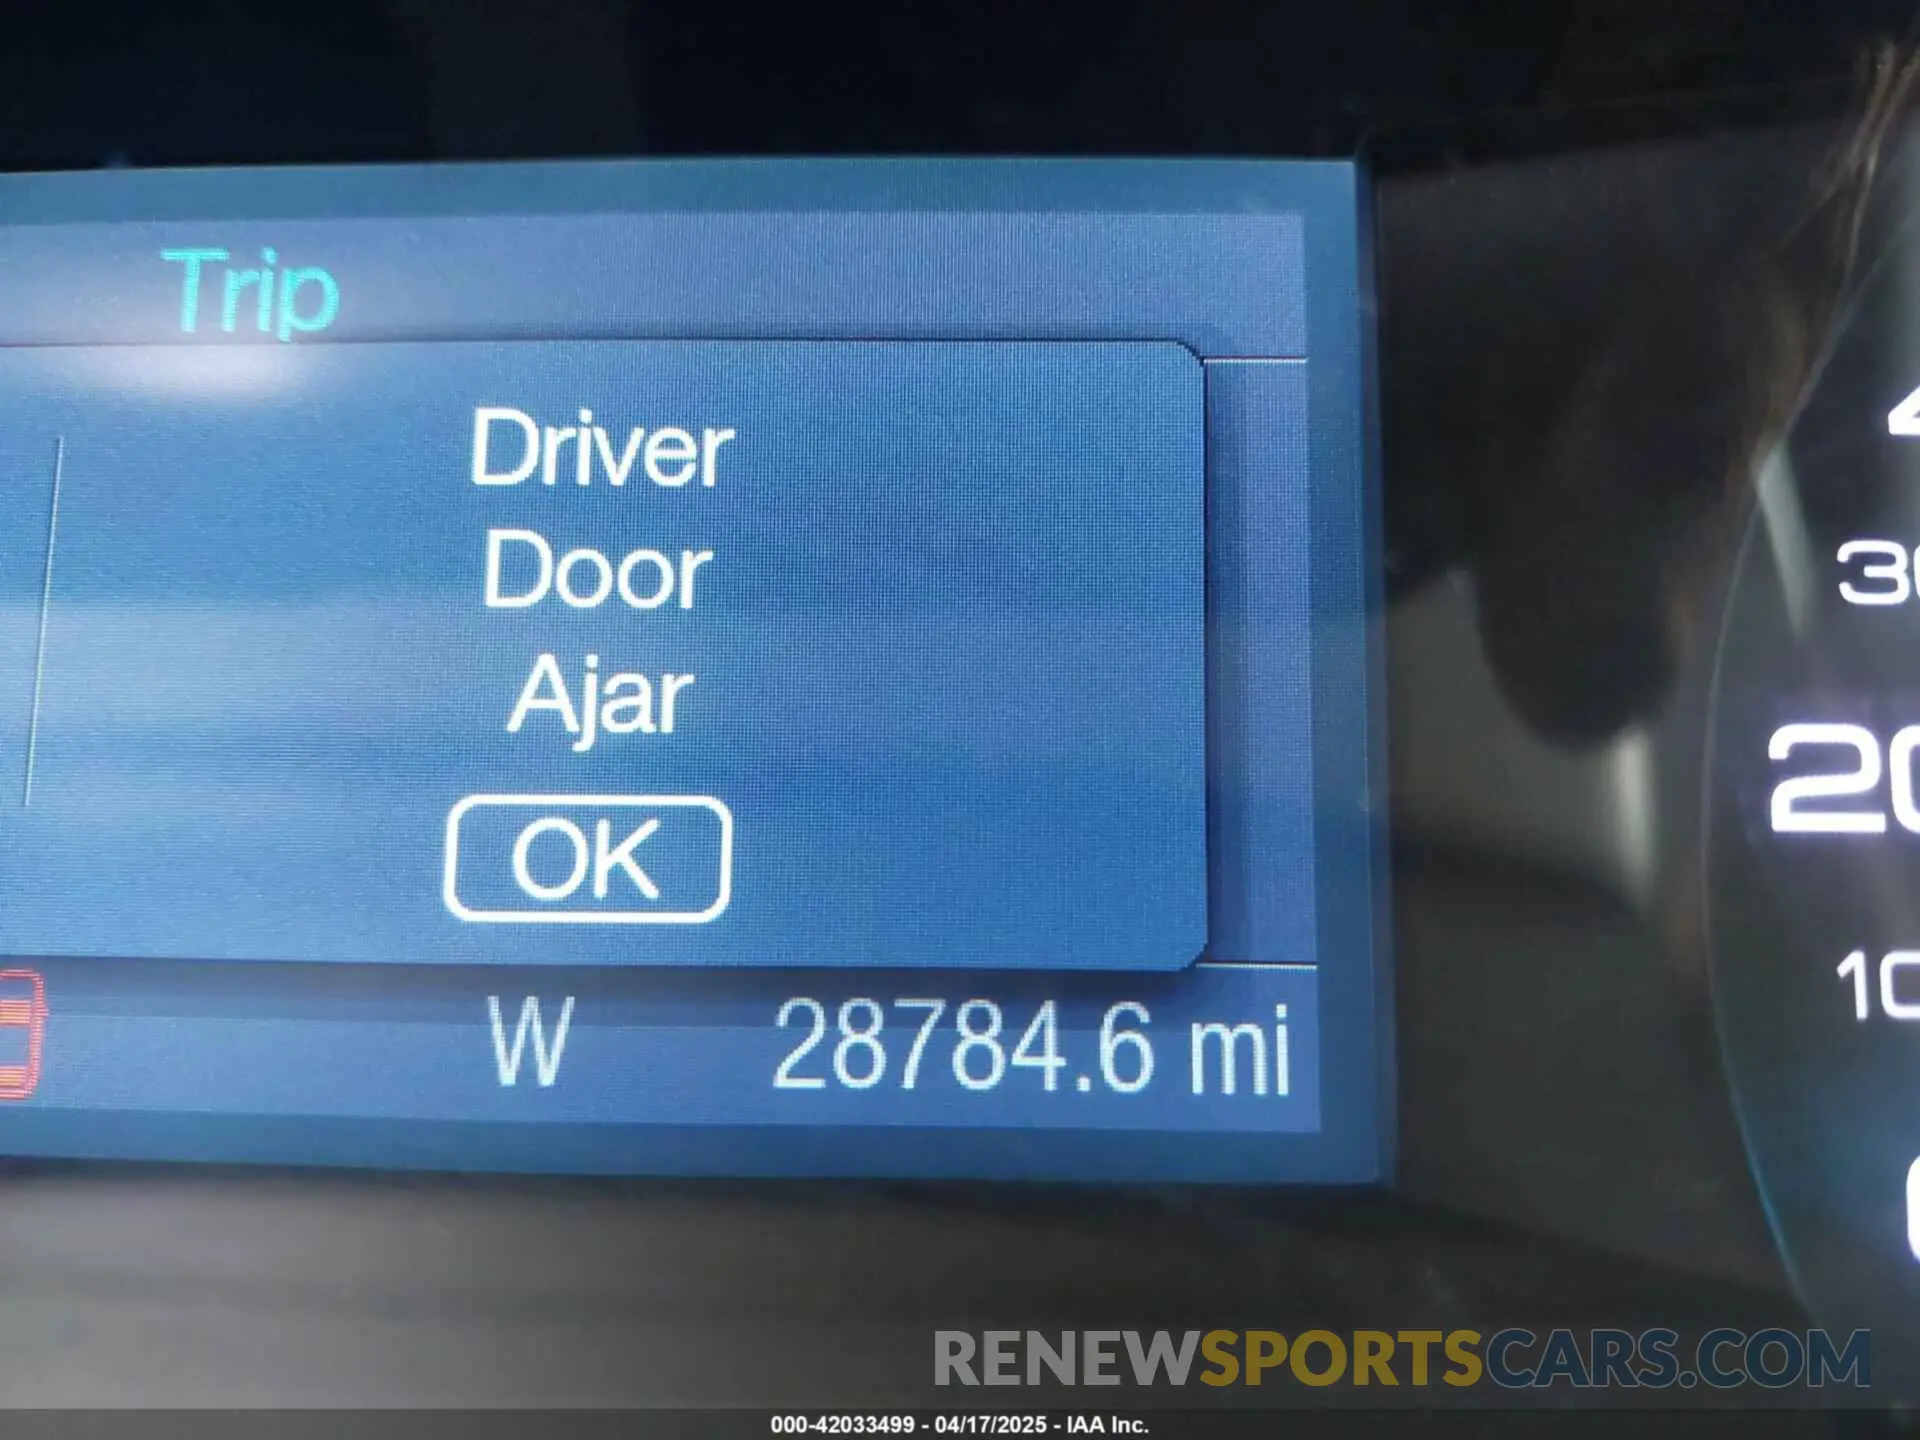 Trip
Driver
Door
Ajar
OK
W 28784.6 mi
20
10
RENEWSPORTSCARS.COM
000-42033499 - 04/17/2025 - IAA Inc.